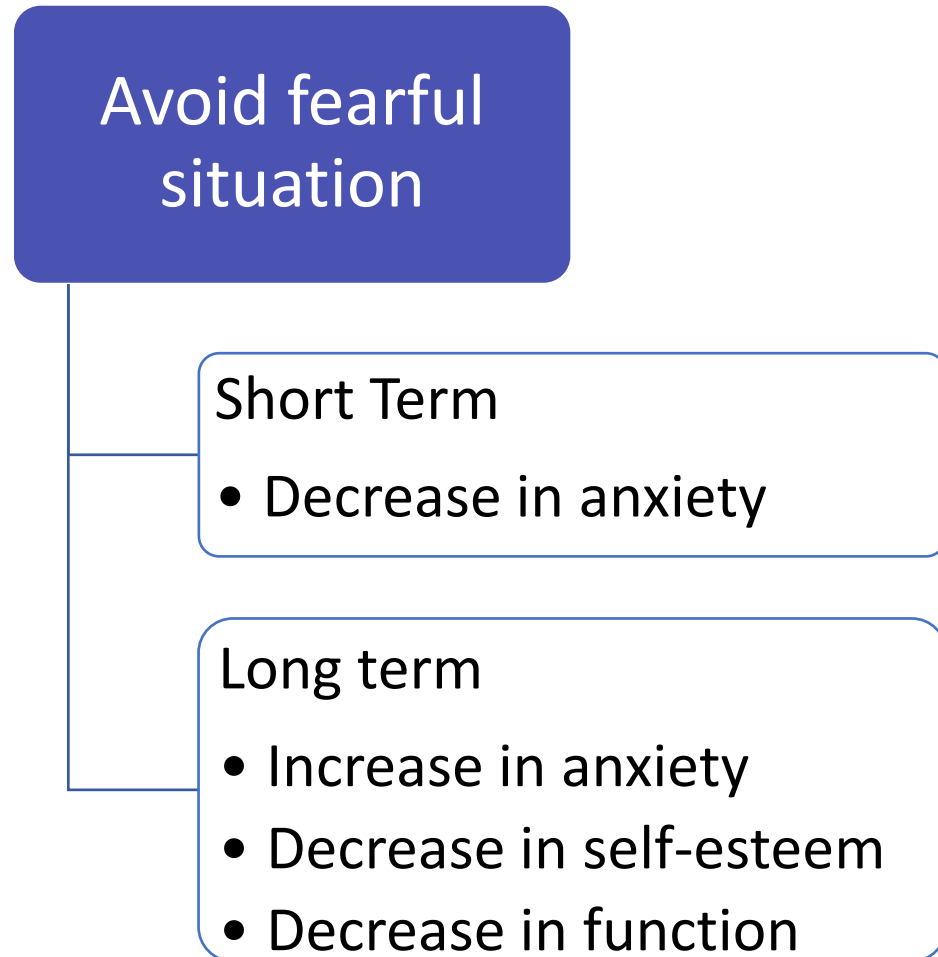 Avoid fearful
situation
Short Term
• Decrease in anxiety
Long term
• Increase in anxiety
• Decrease in self-esteem
• Decrease in function